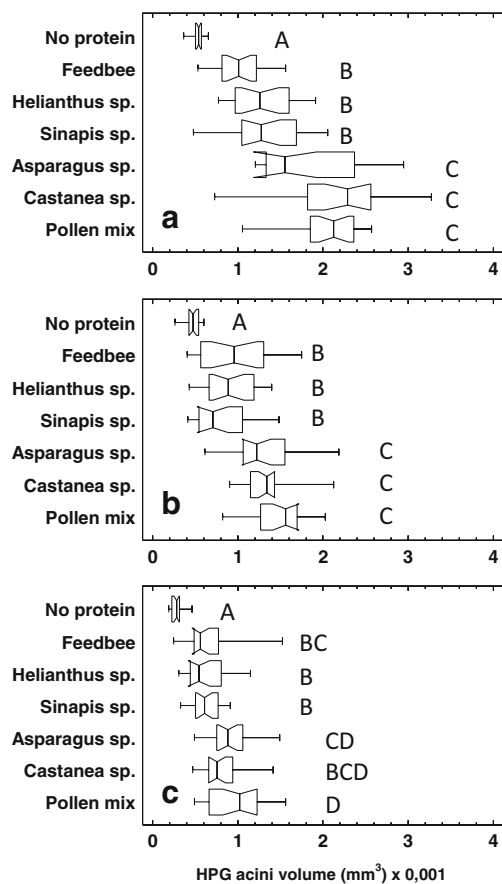 No protein A
Feedbee B
Helianthus sp. B
Sinapis sp. B
Asparagus sp. C
Castanea sp. C
Pollen mix C
a
0 1 2 3 4
No protein A
Feedbee B
Helianthus sp. B
Sinapis sp. B
Asparagus sp. C
Castanea sp. C
Pollen mix C
b
0 1 2 3 4
No protein A
Feedbee BC
Helianthus sp. B
Sinapis sp. B
Asparagus sp. CD
Castanea sp. BCD
Pollen mix D
c
0 1 2 3 4
HPG acini volume (mm³) x 0,001